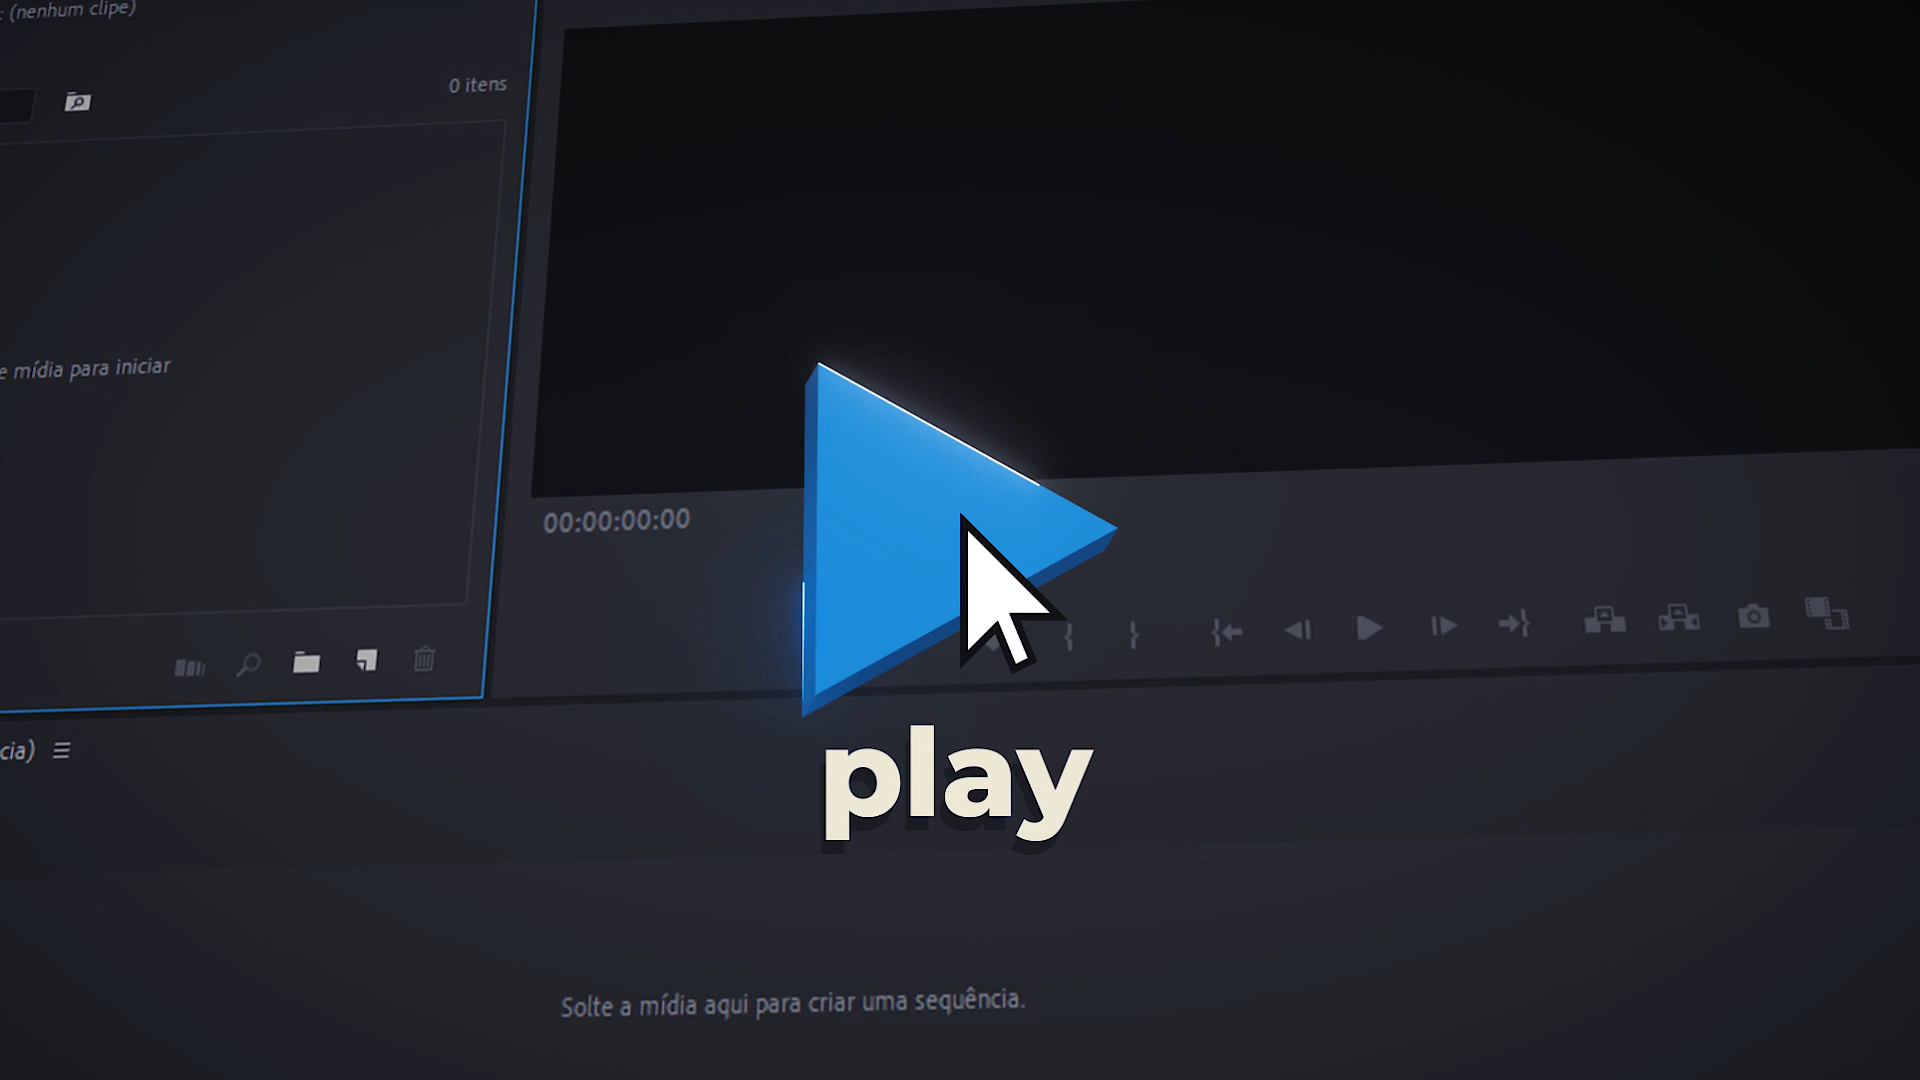 : (nenhum clipe)
0 itens
e mídia para iniciar
00:00:00:00
cia)
play
Solte a mídia aqui para criar uma sequência.